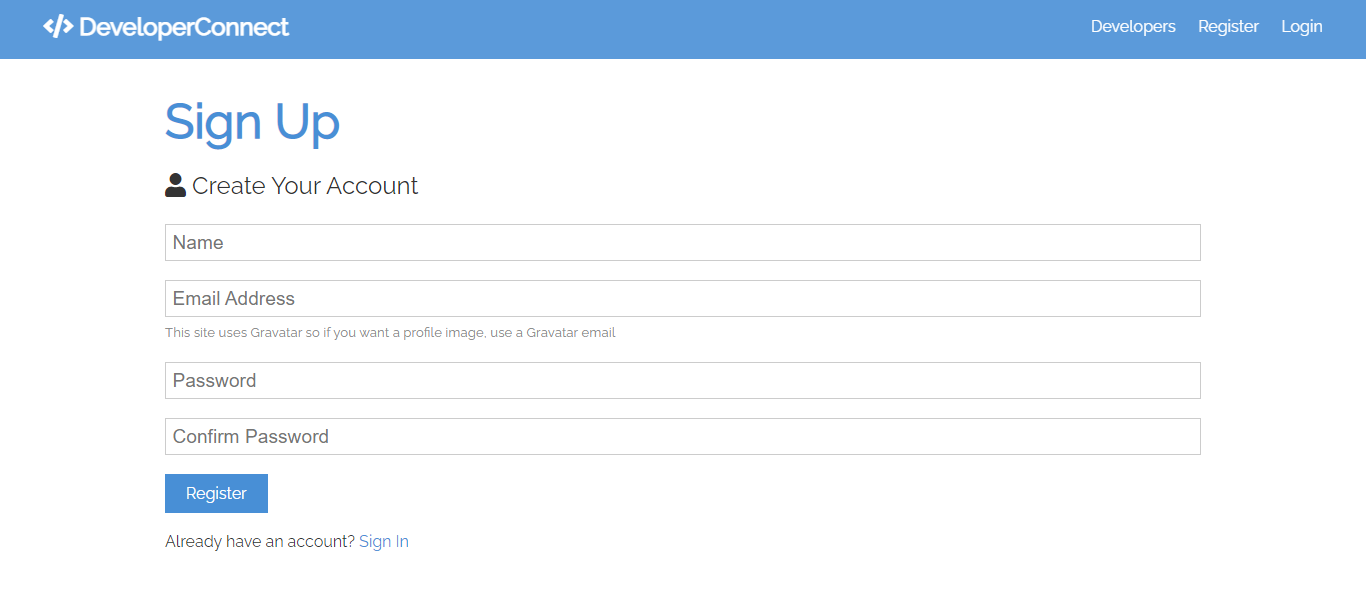 DeveloperConnect
Developers Register Login
Sign Up
Create Your Account
Name
Email Address
This site uses Gravatar so if you want a profile image, use a Gravatar email
Password
Confirm Password
Register
Already have an account? Sign In